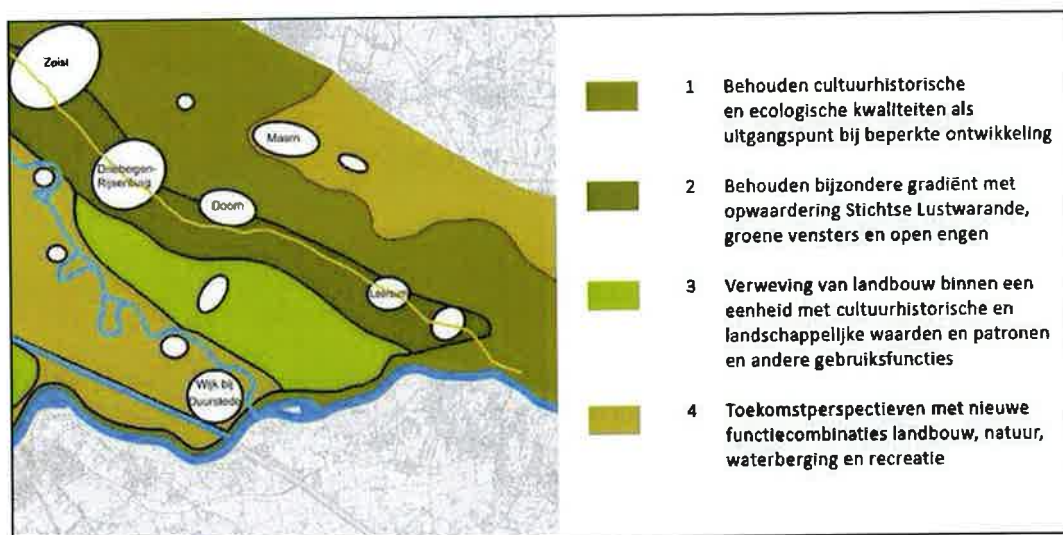 Zeist
Maarn
Driebergen-
Rijsenburg
Doorn
Leersum
Wijk bij
Duurstede
1 Behouden cultuurhistorische
en ecologische kwaliteiten als
uitgangspunt bij beperkte ontwikkeling
2 Behouden bijzondere gradiënt met
opwaardering Stichtse Lustwarande,
groene vensters en open engen
3 Verweving van landbouw binnen een
eenheid met cultuurhistorische en
landschappelijke waarden en patronen
en andere gebruiksfuncties
4 Toekomstperspectieven met nieuwe
functiecombinaties landbouw, natuur,
waterberging en recreatie